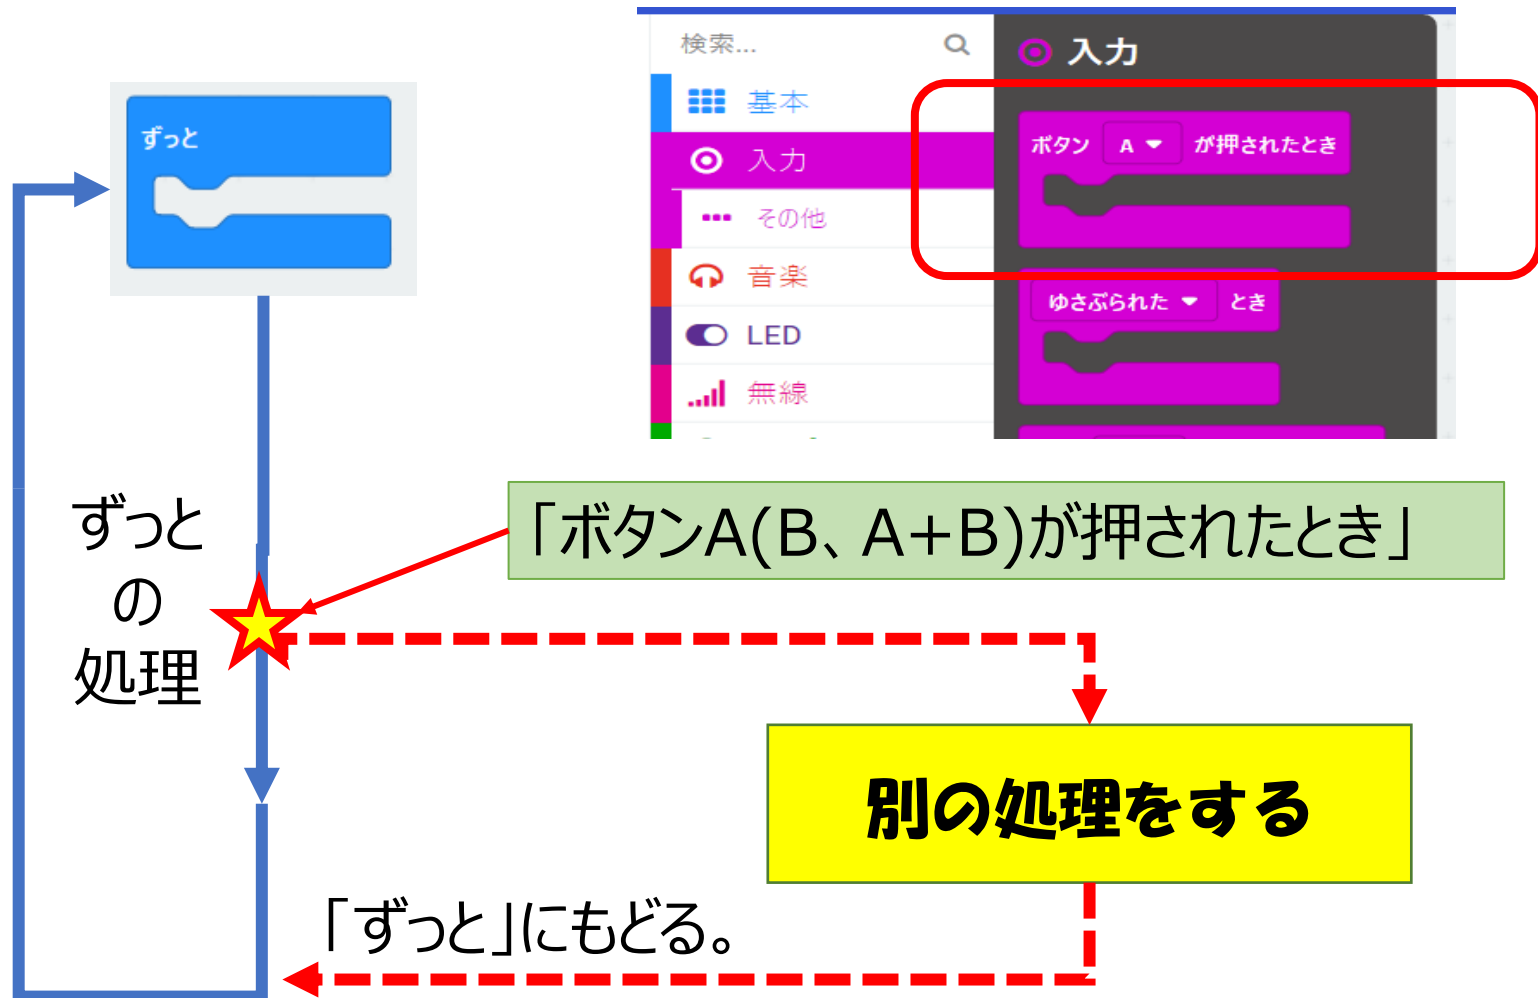 検索...
基本
入力
その他
音楽
LED
無線
入力
ボタン A が押されたとき
ゆさぶられた とき
ずっと
ずっと
の
処理
「ボタンA(B、A+B)が押されたとき」
別の処理をする
「ずっと」にもどる。